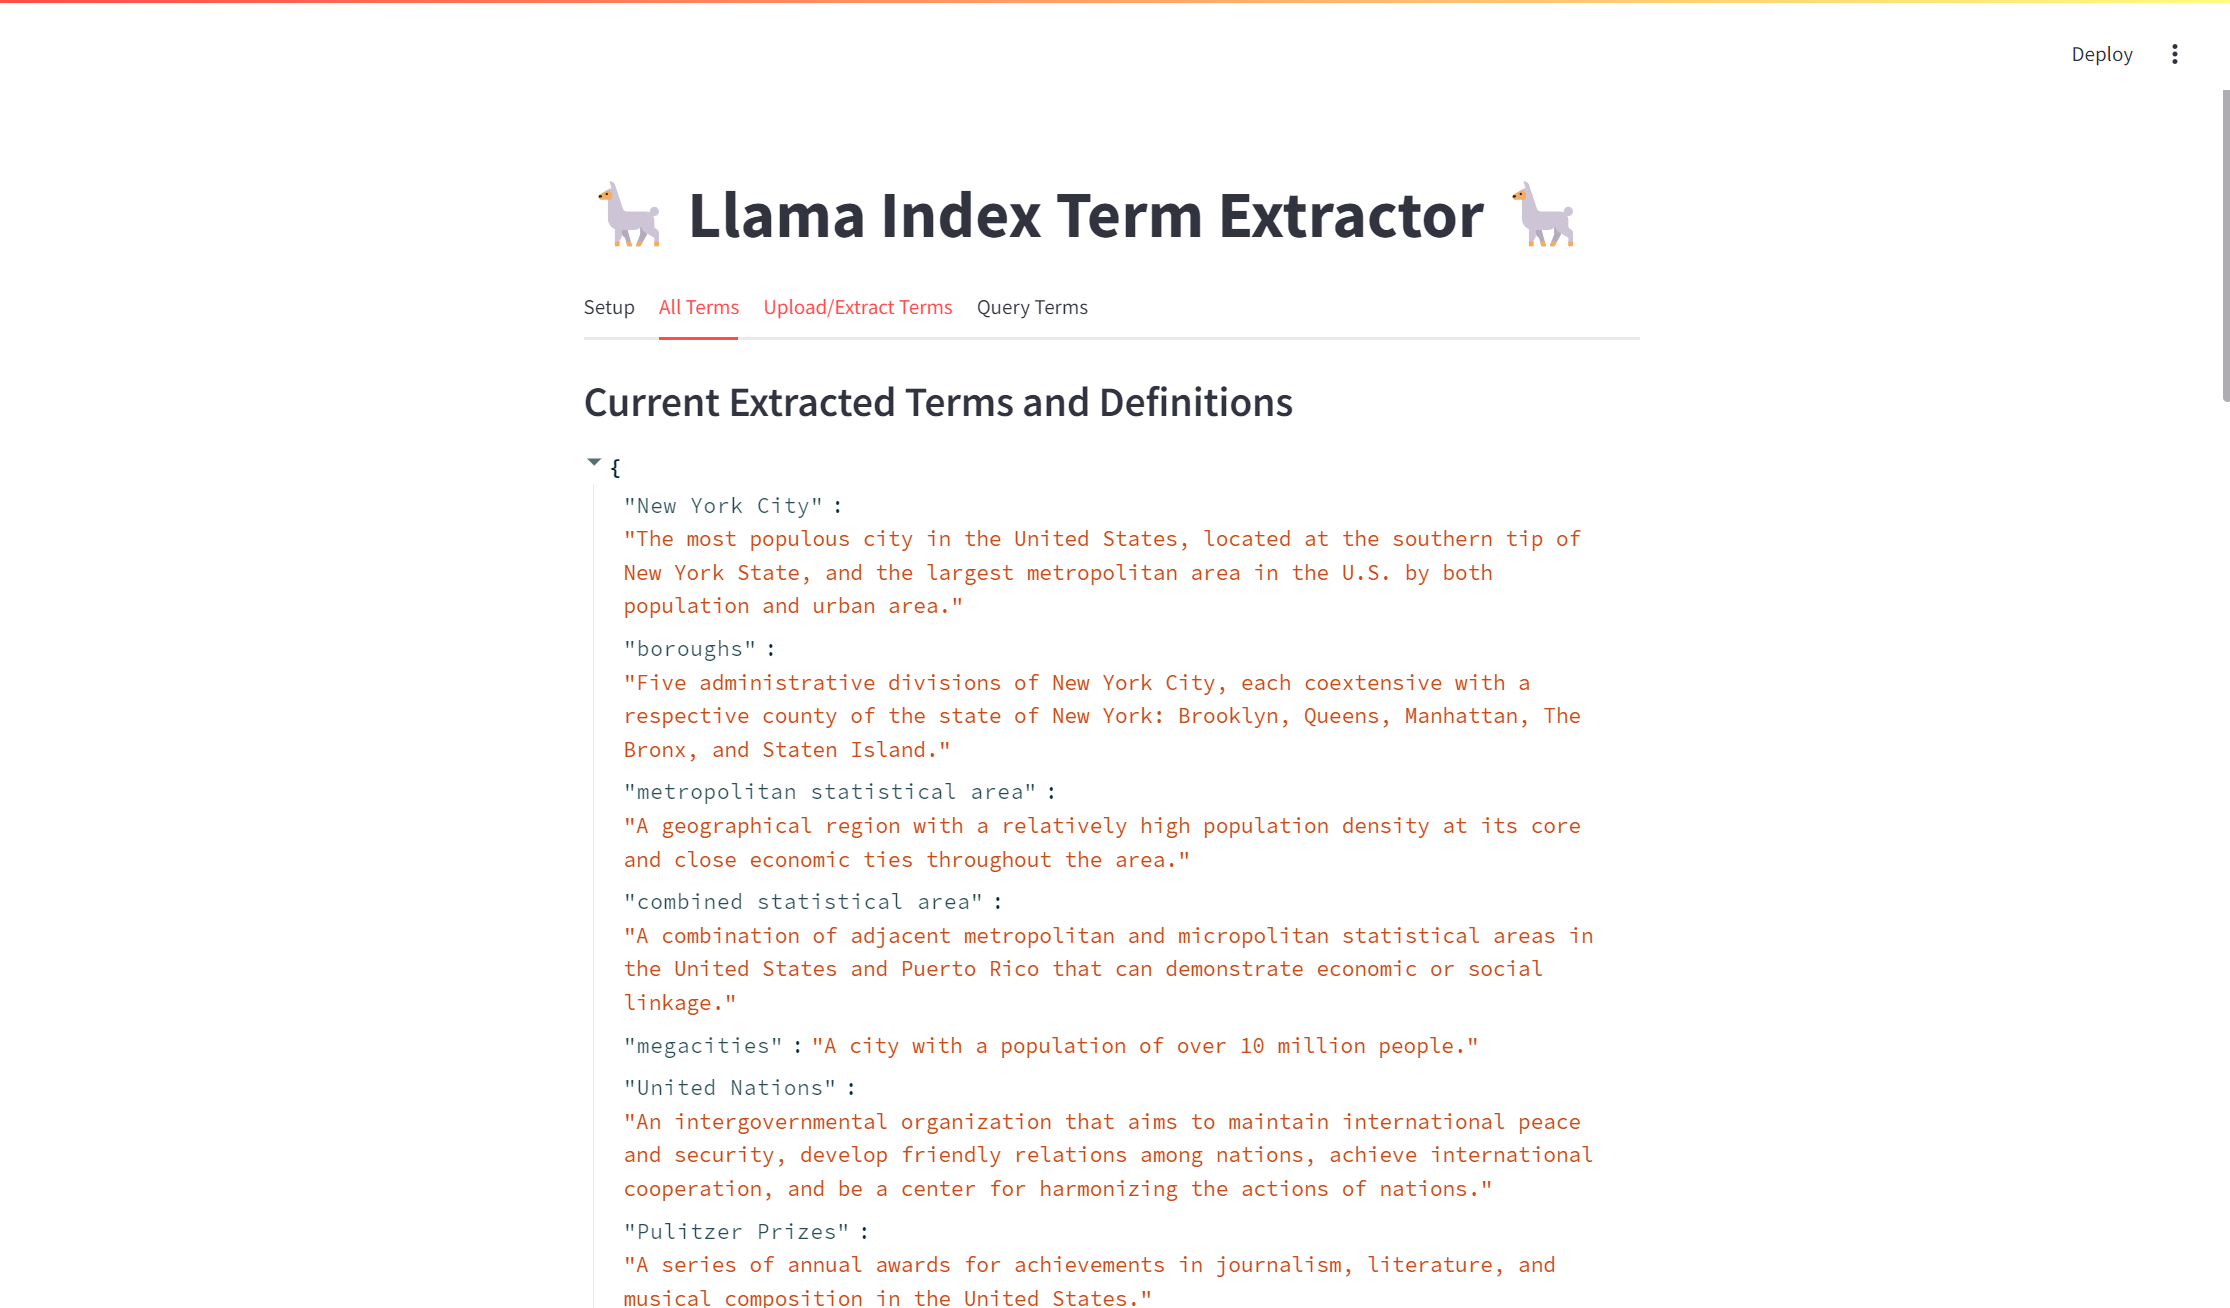 Deploy
Llama Index Term Extractor
Setup All Terms Upload/Extract Terms Query Terms
Current Extracted Terms and Definitions
{
"New York City" :
"The most populous city in the United States, located at the southern tip of
New York State, and the largest metropolitan area in the U.S. by both
population and urban area."
"boroughs" :
"Five administrative divisions of New York City, each coextensive with a
respective county of the state of New York: Brooklyn, Queens, Manhattan, The
Bronx, and Staten Island."
"metropolitan statistical area" :
"A geographical region with a relatively high population density at its core
and close economic ties throughout the area."
"combined statistical area" :
"A combination of adjacent metropolitan and micropolitan statistical areas in
the United States and Puerto Rico that can demonstrate economic or social
linkage."
"megacities" : "A city with a population of over 10 million people."
"United Nations" :
"An intergovernmental organization that aims to maintain international peace
and security, develop friendly relations among nations, achieve international
cooperation, and be a center for harmonizing the actions of nations."
"Pulitzer Prizes" :
"A series of annual awards for achievements in journalism, literature, and
musical composition in the United States."